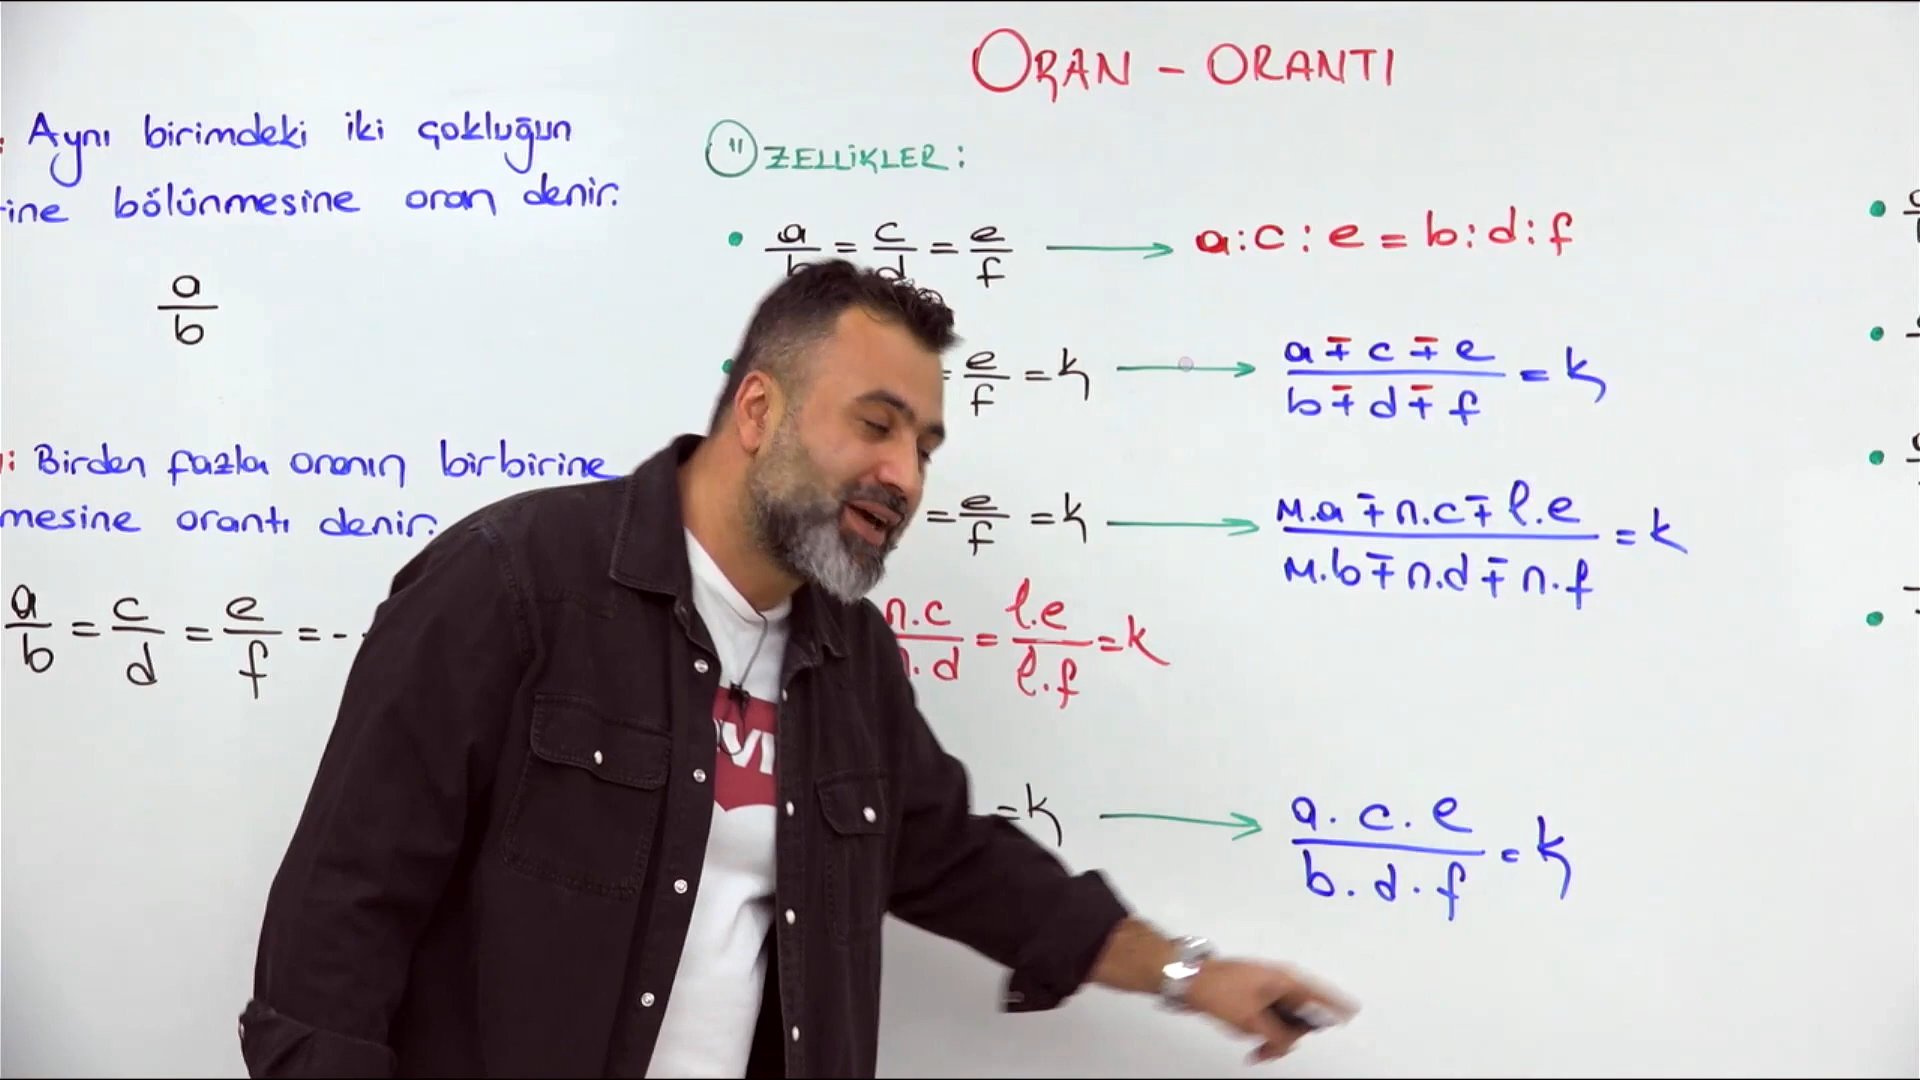 ORAN - ORANTI
: Aynı birimdeki iki çokluğun
rine bölünmesine oran denir.
a/b
: Birden fazla oranın birbirine
mesine orantı denir.
a/b = c/d = e/f = - -
ÖZELLİKLER :
• a/b = c/d = e/f → a : c : e = b : d : f
= e/f = k → (a ∓ c ∓ e)/(b ∓ d ∓ f) = k
= e/f = k → (m.a ∓ n.c ∓ l.e)/(m.b ∓ n.d ∓ n.f) = k
n.c/n.d = l.e/l.f = k
= k → (a . c . e)/(b . d . f) = k